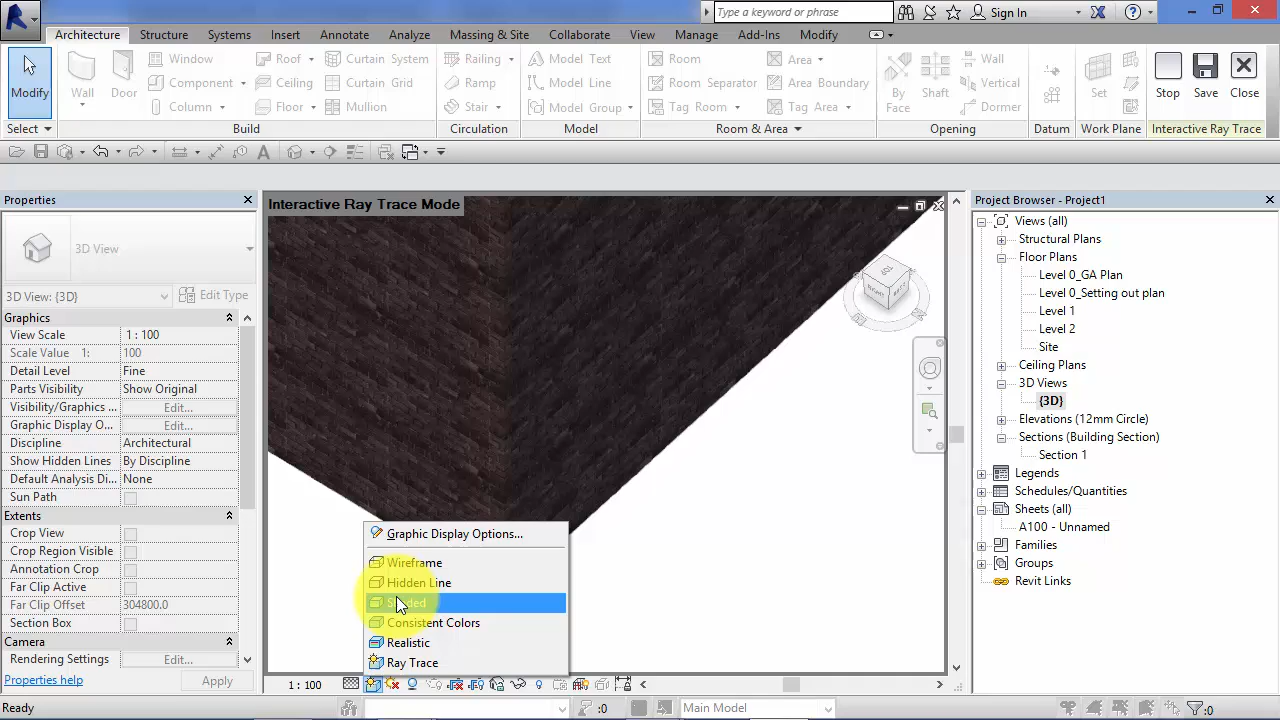 Type a keyword or phrase
Sign In
Architecture Structure Systems Insert Annotate Analyze Massing & Site Collaborate View Manage Add-Ins Modify
Modify
Select
Wall
Door
Window
Component
Column
Roof
Ceiling
Floor
Curtain System
Curtain Grid
Mullion
Build
Railing
Ramp
Stair
Circulation
Model Text
Model Line
Model Group
Model
Room
Room Separator
Tag Room
Area
Area Boundary
Tag Area
Room & Area
By
Face
Shaft
Wall
Vertical
Dormer
Opening
Datum
Set
Work Plane
Stop
Save
Close
Interactive Ray Trace
Properties
3D View
3D View: {3D}
Edit Type
Graphics
View Scale 1 : 100
Scale Value 1: 100
Detail Level Fine
Parts Visibility Show Original
Visibility/Graphics ... Edit...
Graphic Display O... Edit...
Discipline Architectural
Show Hidden Lines By Discipline
Default Analysis Di... None
Sun Path
Extents
Crop View
Crop Region Visible
Annotation Crop
Far Clip Active
Far Clip Offset 304800.0
Section Box
Camera
Rendering Settings Edit...
Properties help
Apply
Interactive Ray Trace Mode
Graphic Display Options...
Wireframe
Hidden Line
Consistent Colors
Realistic
Ray Trace
1 : 100
Project Browser - Project1
Views (all)
Structural Plans
Floor Plans
Level 0_GA Plan
Level 0_Setting out plan
Level 1
Level 2
Site
Ceiling Plans
3D Views
{3D}
Elevations (12mm Circle)
Sections (Building Section)
Section 1
Legends
Schedules/Quantities
Sheets (all)
A100 - Unnamed
Families
Groups
Revit Links
Ready
:0
Main Model
:0